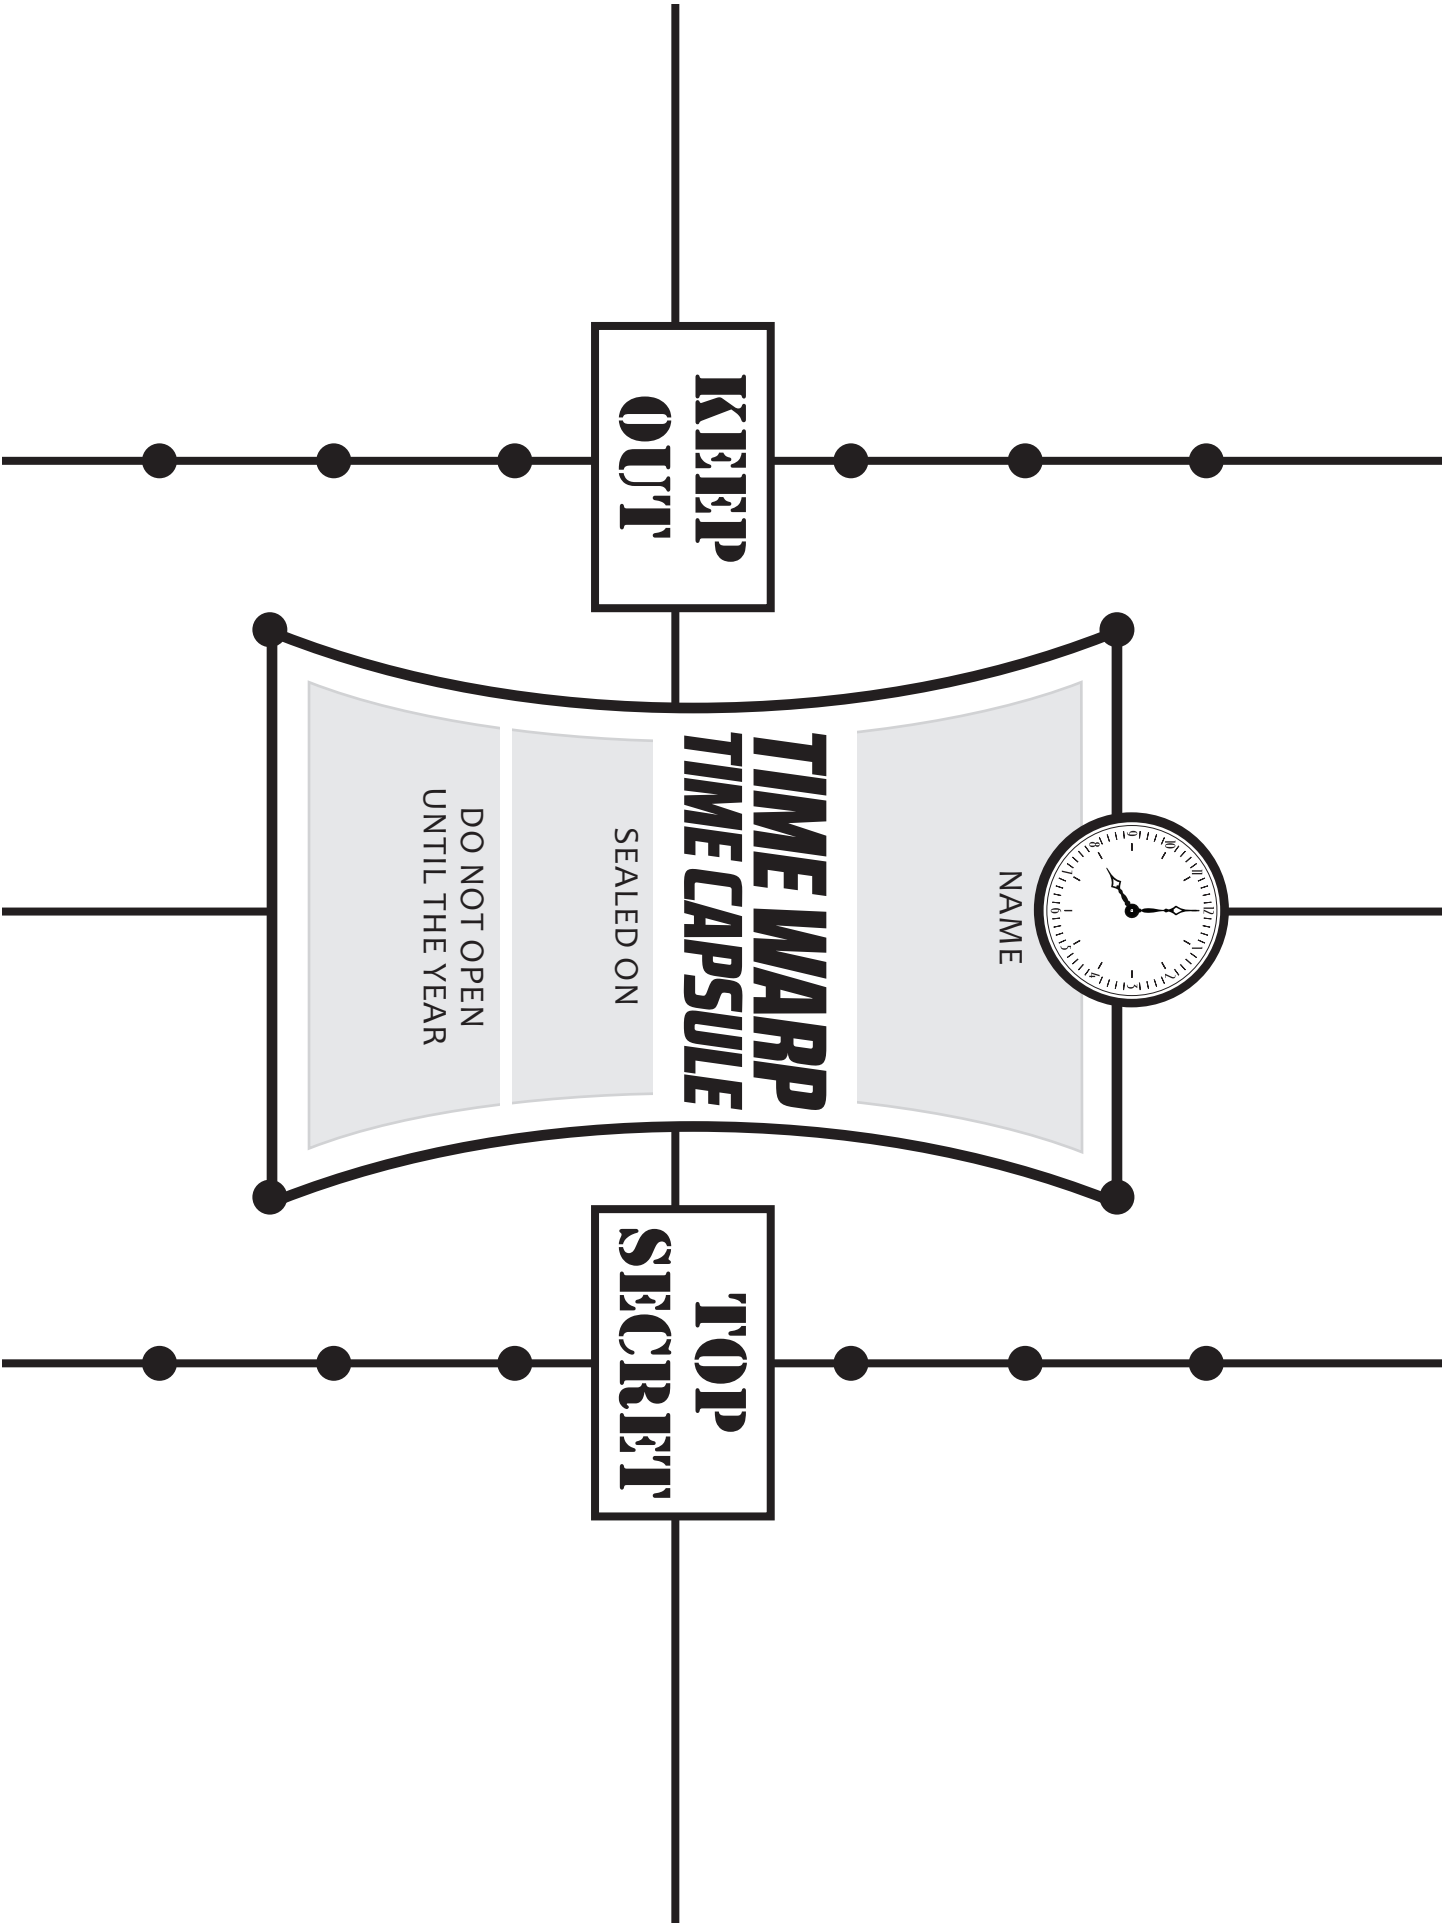 NAME
KEEP
OUT
TIME WARP
TIME CAPSULE
TOP
SECRET
SEALED ON
DO NOT OPEN
UNTIL THE YEAR